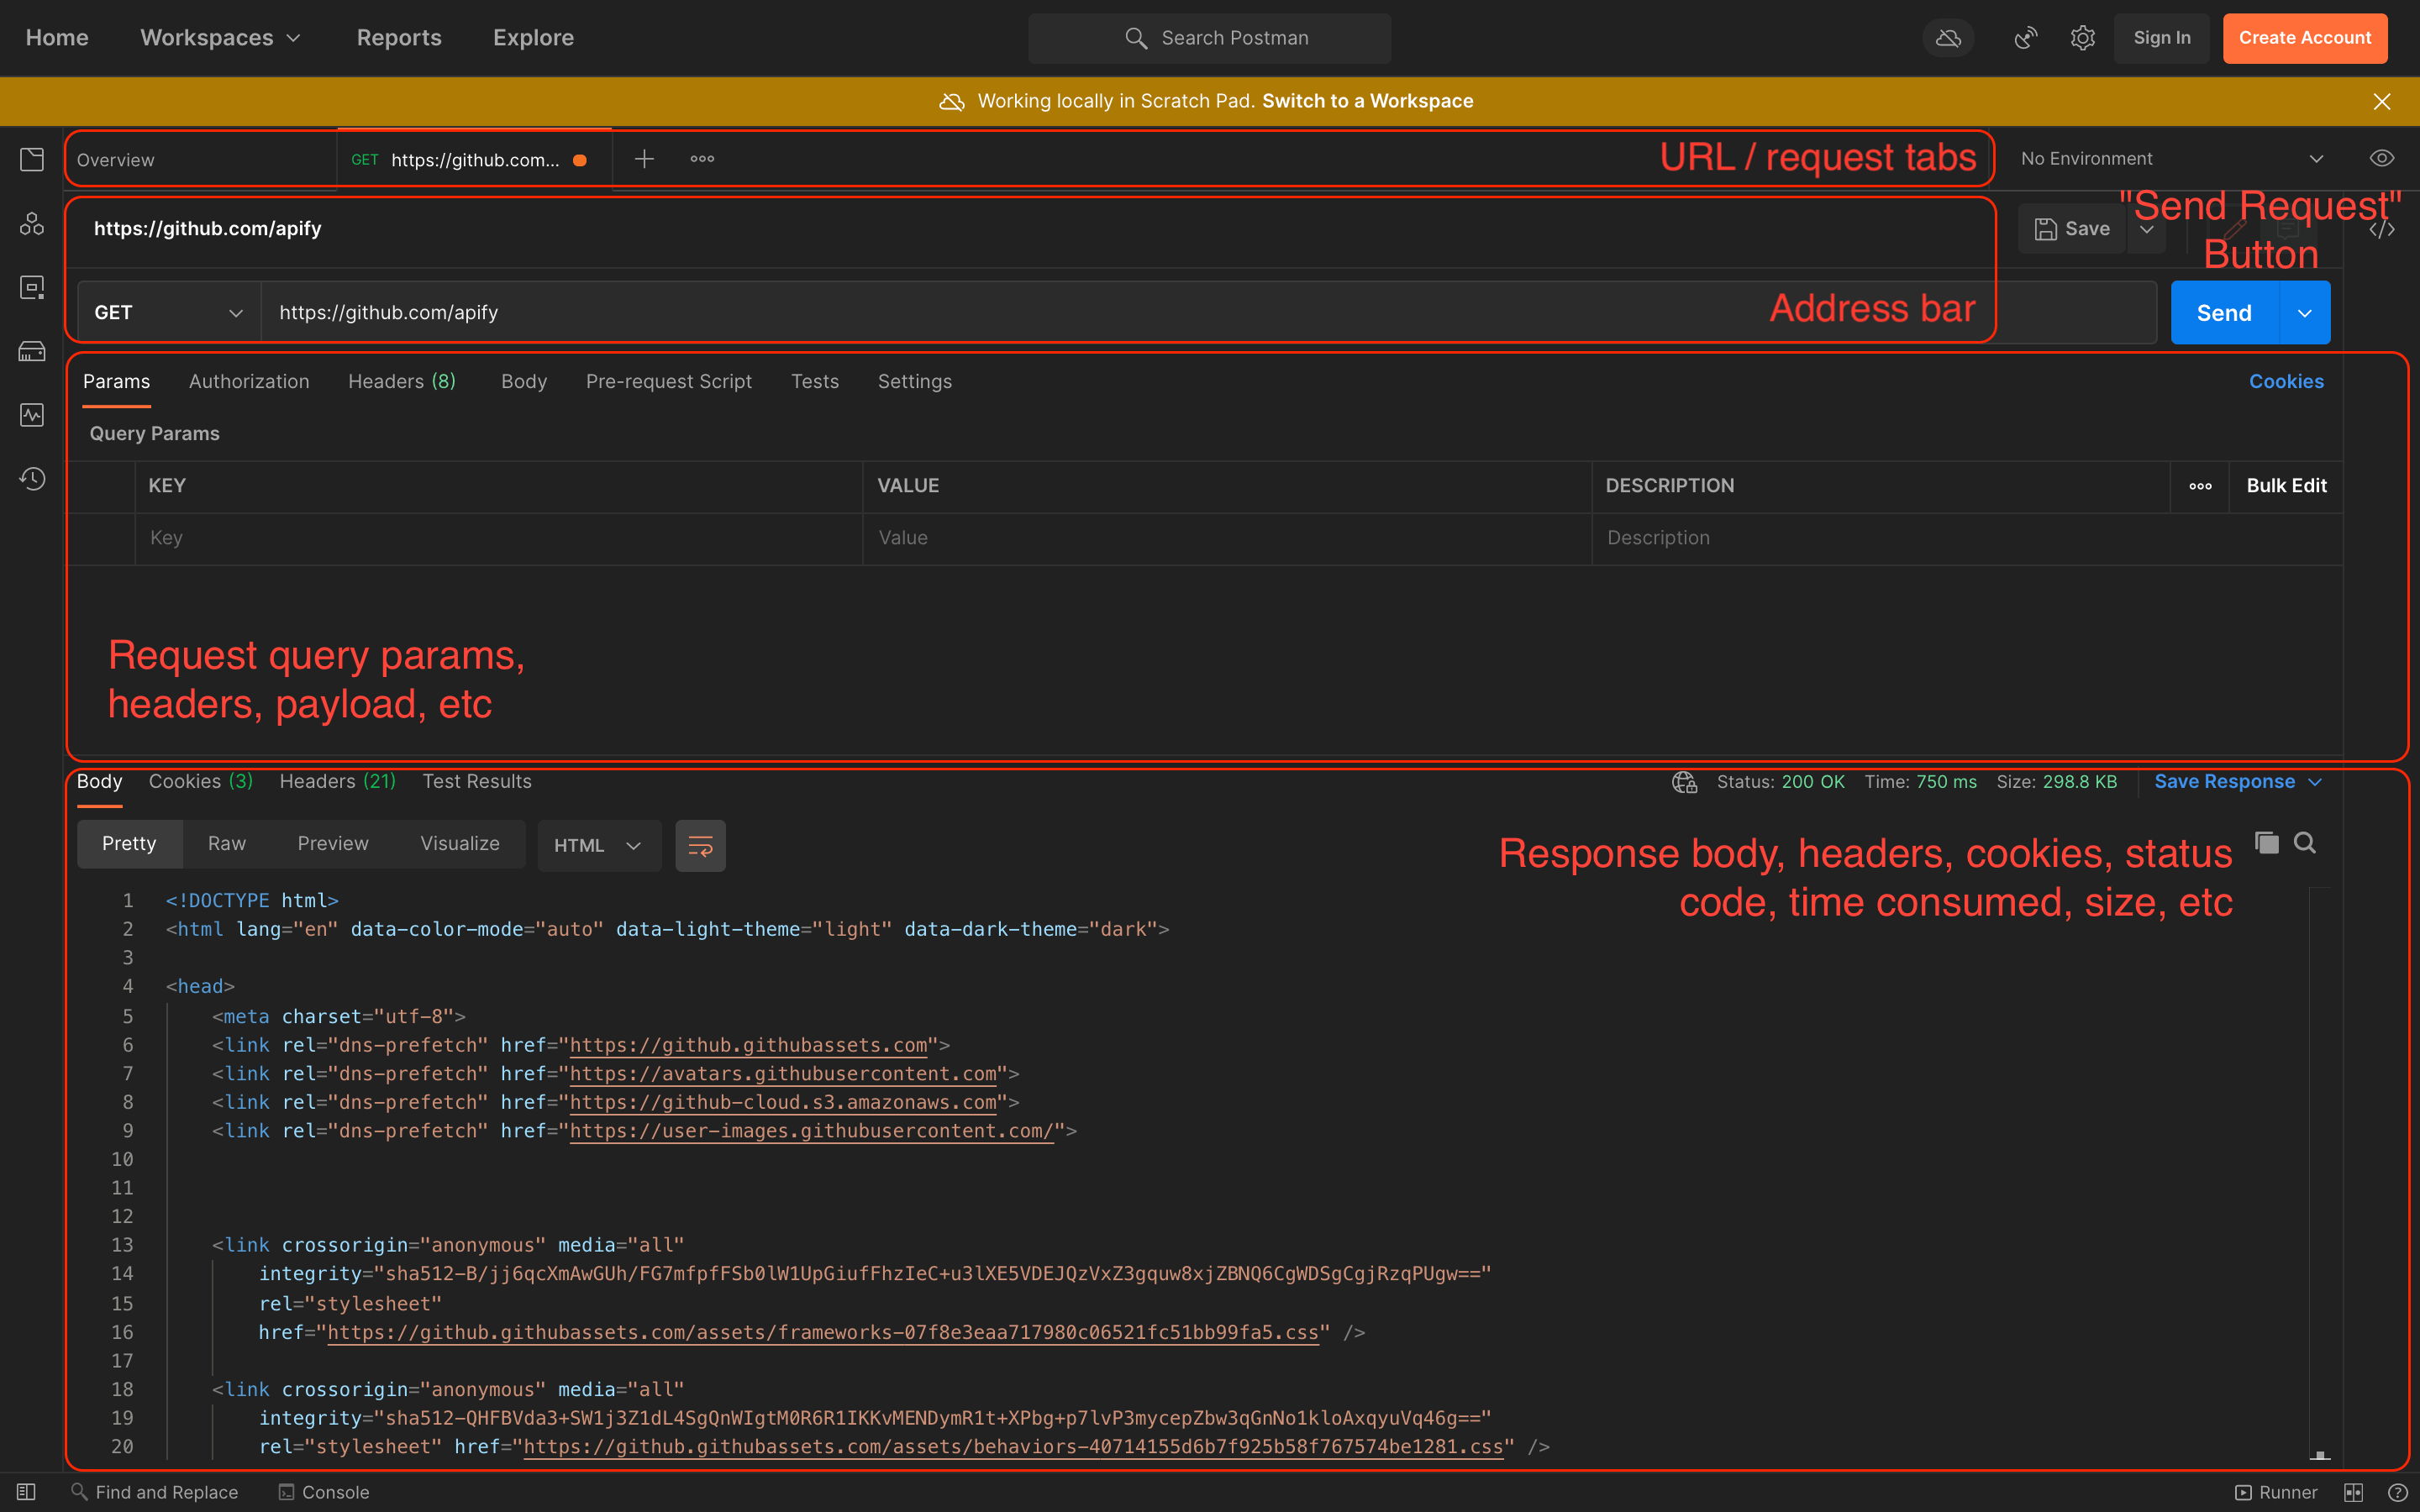 Home Workspaces Reports Explore Search Postman Sign In Create Account
Working locally in Scratch Pad. Switch to a Workspace
Overview GET https://github.com... URL / request tabs No Environment
https://github.com/apify Save "Send Request"
Button
GET https://github.com/apify Address bar Send
Params Authorization Headers (8) Body Pre-request Script Tests Settings Cookies
Query Params
KEY VALUE DESCRIPTION Bulk Edit
Key Value Description
Request query params,
headers, payload, etc
Body Cookies (3) Headers (21) Test Results Status: 200 OK Time: 750 ms Size: 298.8 KB Save Response
Pretty Raw Preview Visualize HTML
Response body, headers, cookies, status
code, time consumed, size, etc
1 <!DOCTYPE html>
2 <html lang="en" data-color-mode="auto" data-light-theme="light" data-dark-theme="dark">
3
4 <head>
5 <meta charset="utf-8">
6 <link rel="dns-prefetch" href="https://github.githubassets.com">
7 <link rel="dns-prefetch" href="https://avatars.githubusercontent.com">
8 <link rel="dns-prefetch" href="https://github-cloud.s3.amazonaws.com">
9 <link rel="dns-prefetch" href="https://user-images.githubusercontent.com/">
10
11
12
13 <link crossorigin="anonymous" media="all"
14 integrity="sha512-B/jj6qcXmAwGUh/FG7mfpfFSb0lW1UpGiufFhzIeC+u3lXE5VDEJQzVxZ3gquw8xjZBNQ6CgWDSgCgjRzqPUgw=="
15 rel="stylesheet"
16 href="https://github.githubassets.com/assets/frameworks-07f8e3eaa717980c06521fc51bb99fa5.css" />
17
18 <link crossorigin="anonymous" media="all"
19 integrity="sha512-QHFBVda3+SW1j3Z1dL4SgQnWIgtM0R6R1IKKvMENDymR1t+XPbg+p7lvP3mycepZbw3qGnNo1kloAxqyuVq46g=="
20 rel="stylesheet" href="https://github.githubassets.com/assets/behaviors-40714155d6b7f925b58f767574be1281.css" />
Find and Replace Console Runner